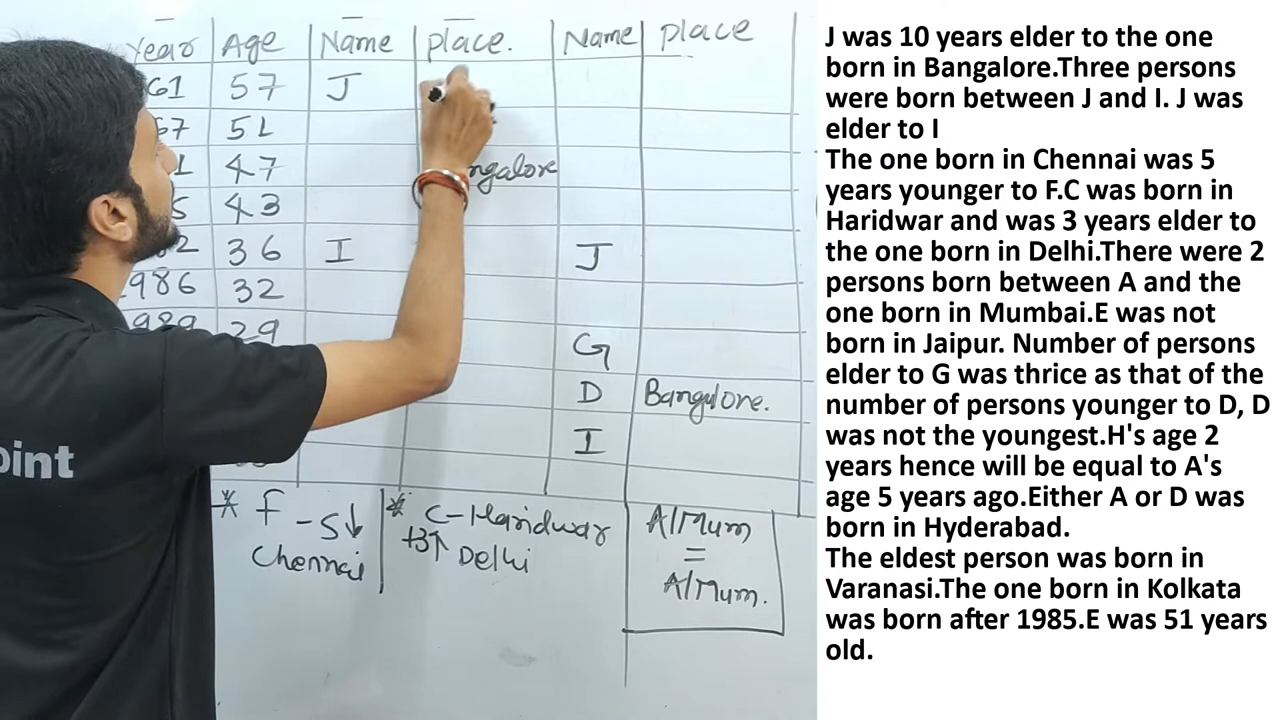 Year Age Name place. Name place
61 57 J
67 51
1 47 ngalore
5 43
2 36 I J
986 32
1989 29
G
D Bangalore.
I
oint
* F - 5↓ Chennai
* C - Haridwar
+3↑ Delhi
A/Mum
=
A/Mum.
J was 10 years elder to the one
born in Bangalore.Three persons
were born between J and I. J was
elder to I
The one born in Chennai was 5
years younger to F.C was born in
Haridwar and was 3 years elder to
the one born in Delhi.There were 2
persons born between A and the
one born in Mumbai.E was not
born in Jaipur. Number of persons
elder to G was thrice as that of the
number of persons younger to D, D
was not the youngest.H's age 2
years hence will be equal to A's
age 5 years ago.Either A or D was
born in Hyderabad.
The eldest person was born in
Varanasi.The one born in Kolkata
was born after 1985.E was 51 years
old.